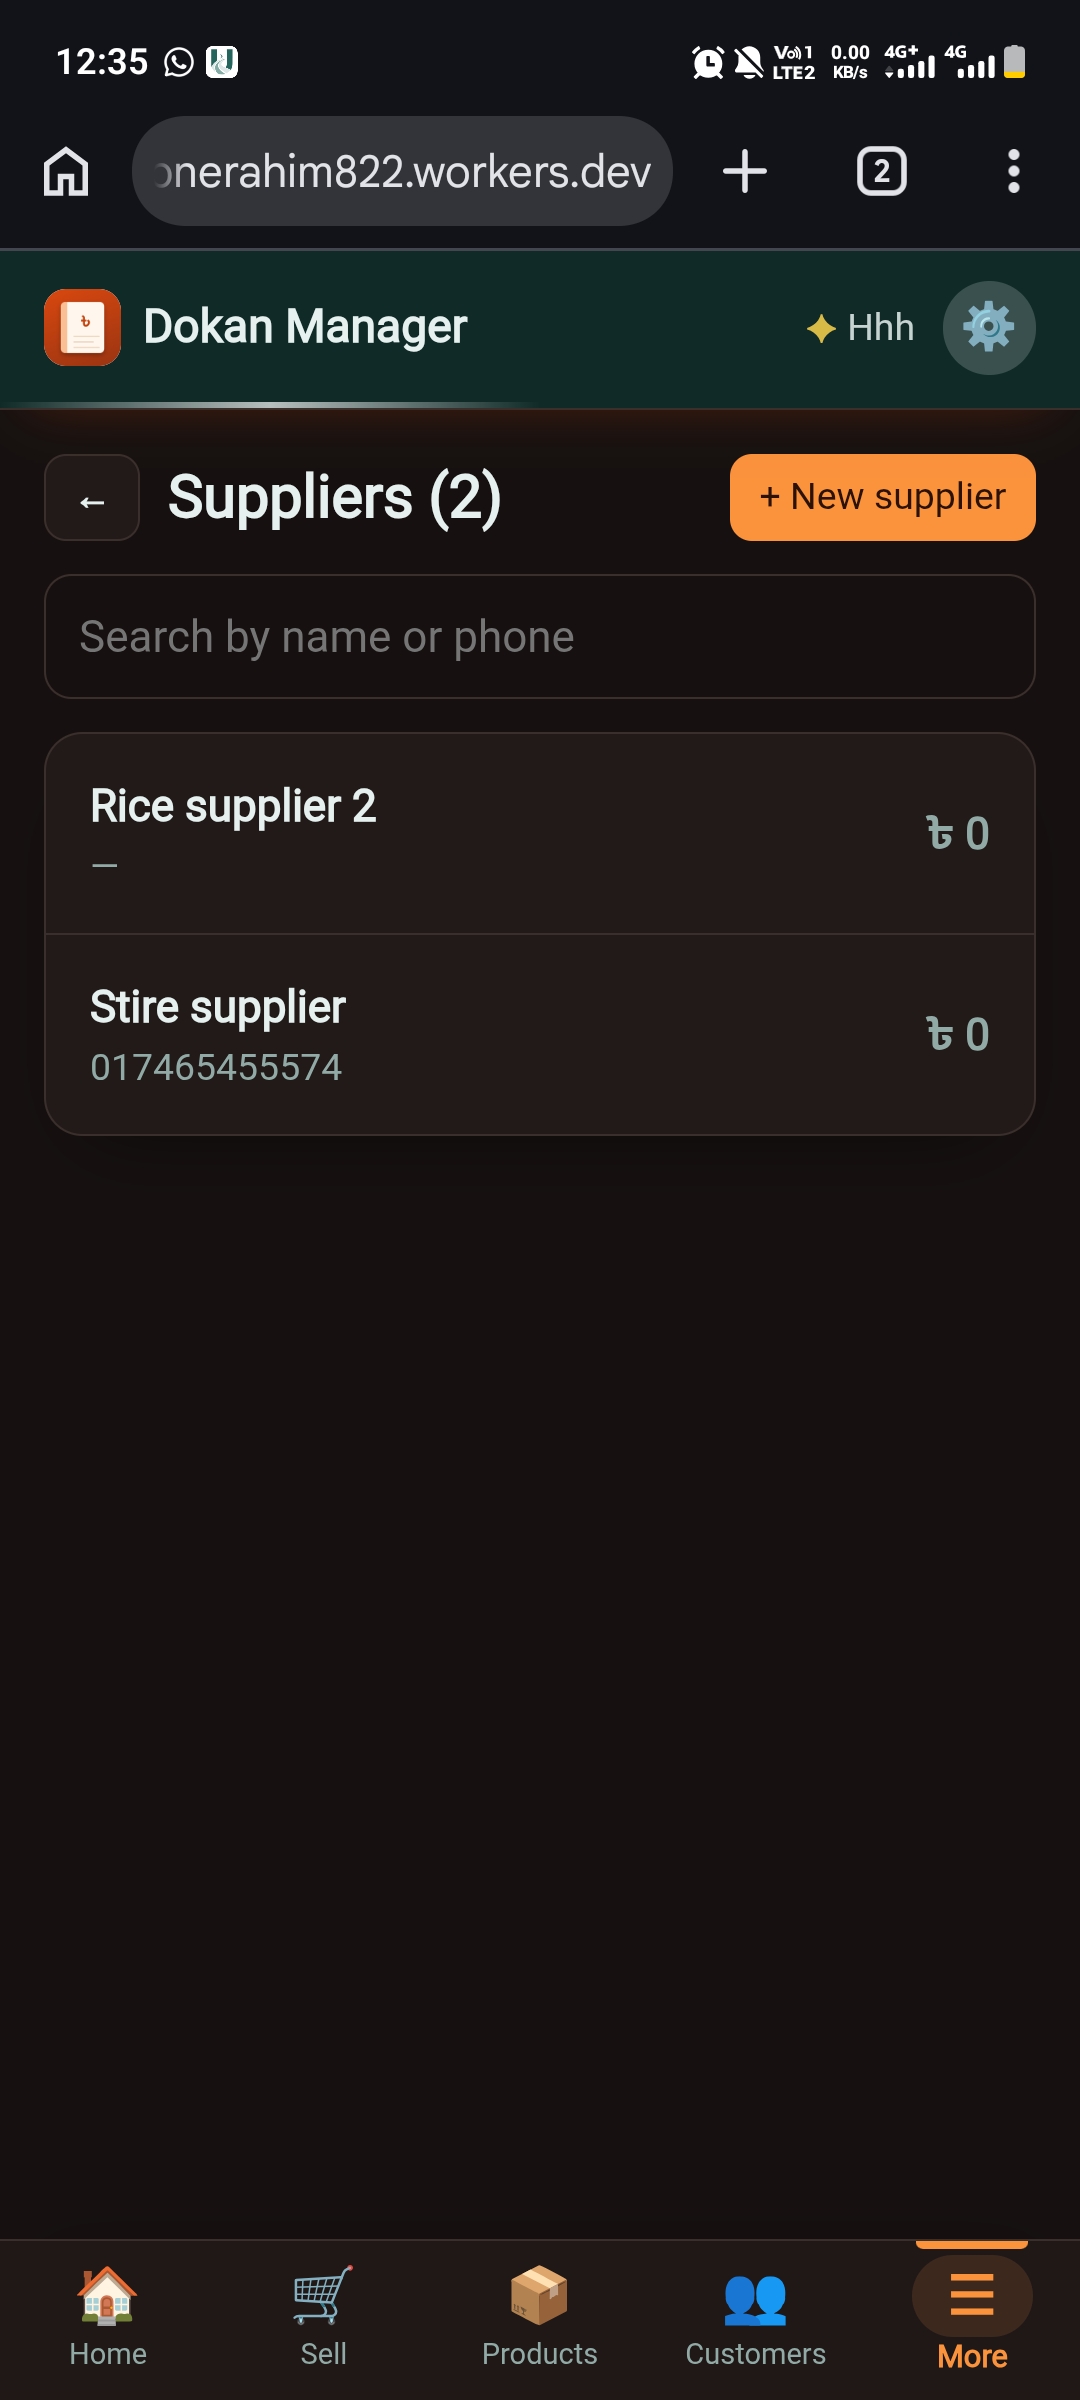 12:35
Vo 1
LTE2
0.00
KB/s
4G+
4G
nerahim822.workers.dev
2
৳
Dokan Manager
Hhh
← Suppliers (2)
+ New supplier
Search by name or phone
Rice supplier 2
—
৳ 0
Stire supplier
017465455574
৳ 0
Home
Sell
Products
Customers
More